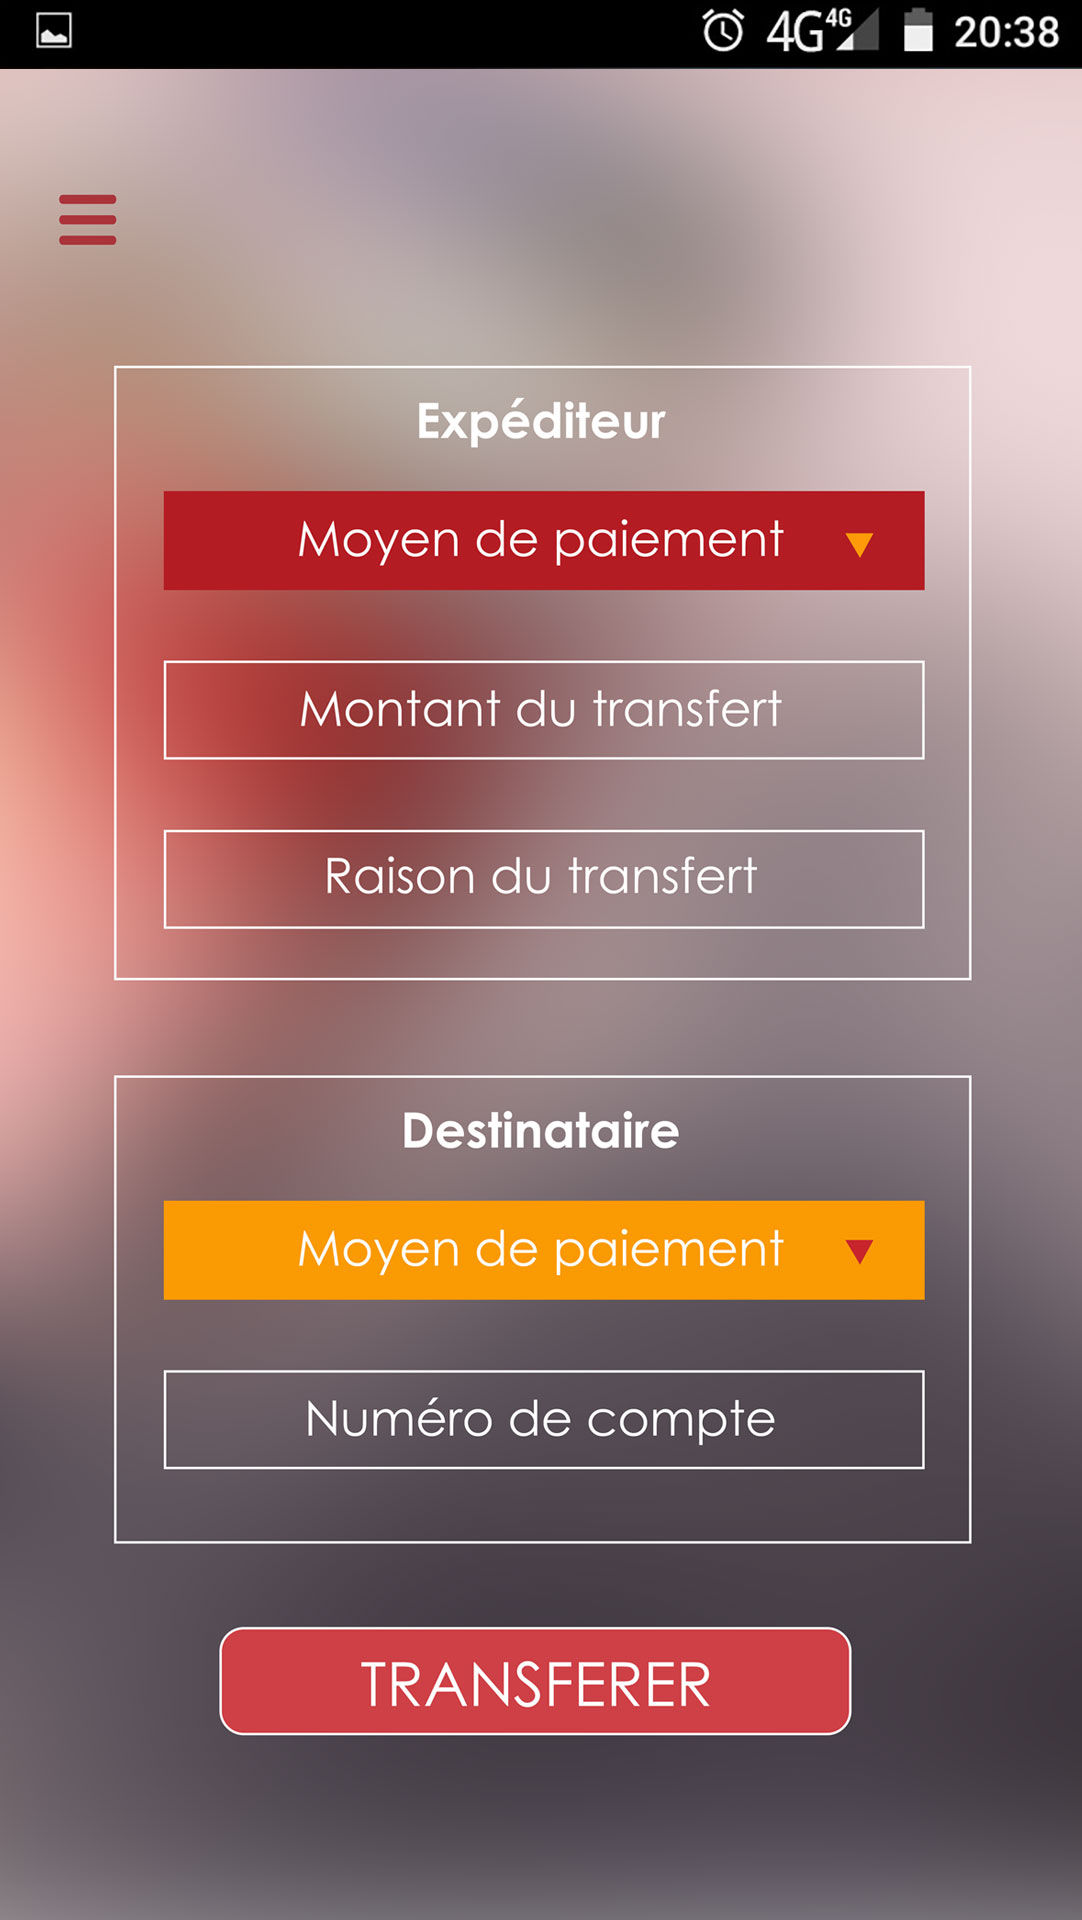 4G 4G 20:38
Expéditeur
Moyen de paiement
Montant du transfert
Raison du transfert
Destinataire
Moyen de paiement
Numéro de compte
TRANSFERER